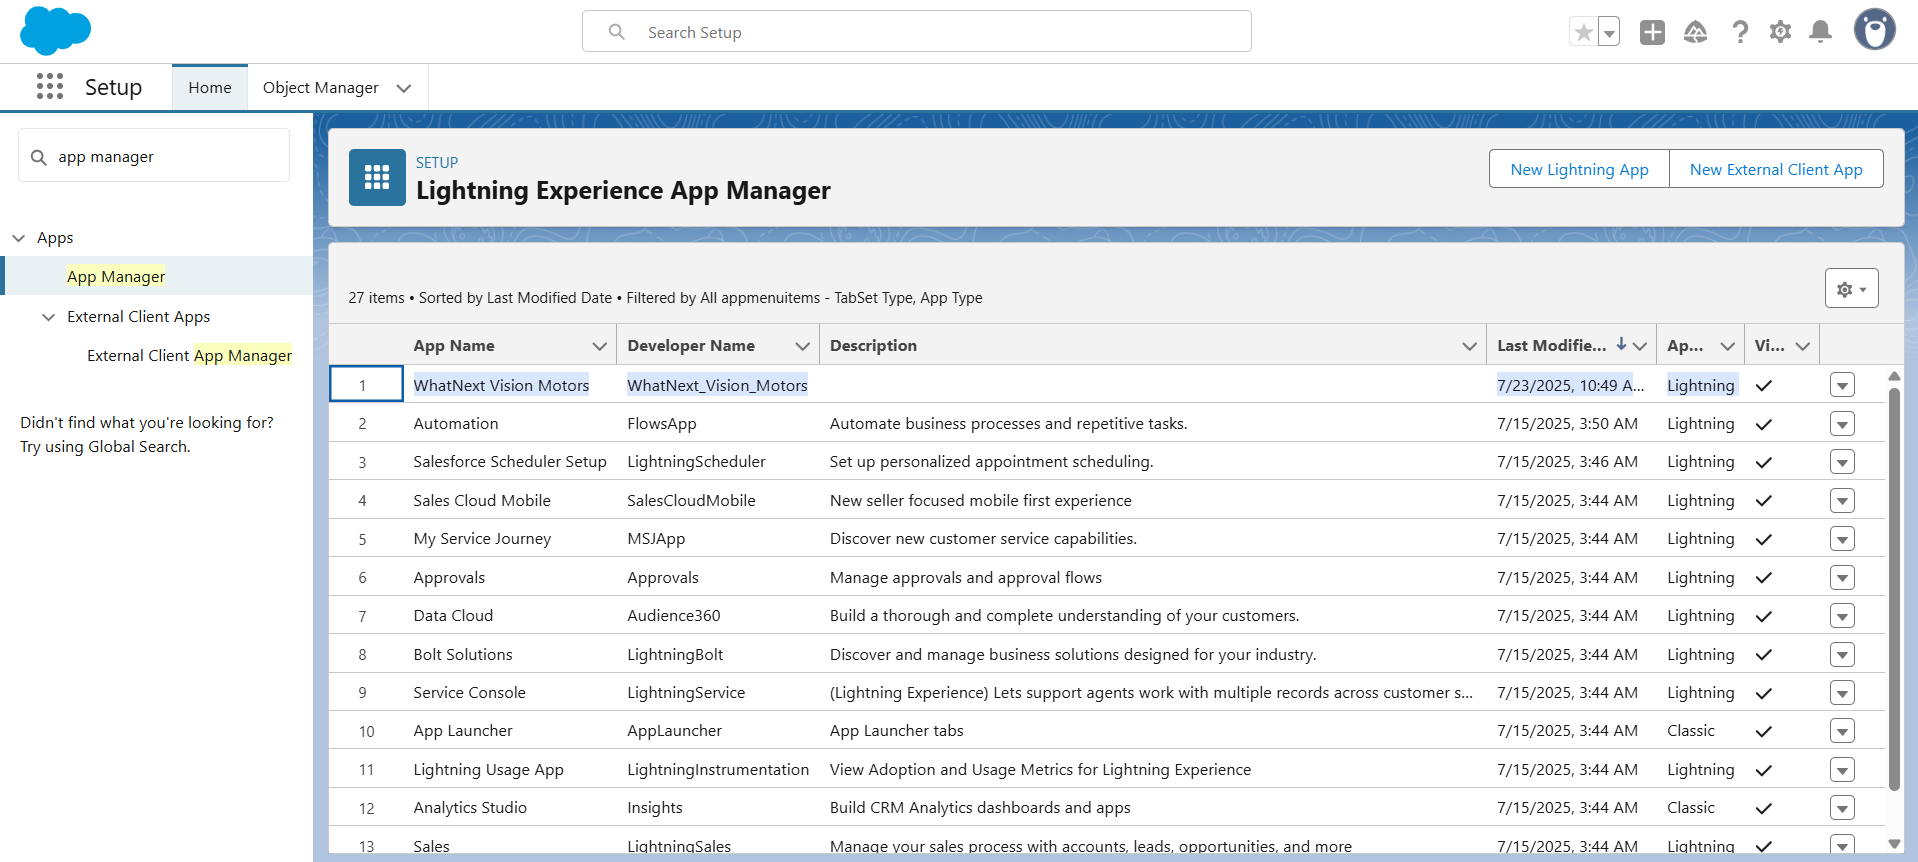 Search Setup
Setup
Home
Object Manager
app manager
Apps
App Manager
External Client Apps
External Client App Manager
Didn't find what you're looking for?
Try using Global Search.
SETUP
Lightning Experience App Manager
New Lightning App
New External Client App
27 items • Sorted by Last Modified Date • Filtered by All appmenuitems - TabSet Type, App Type
App Name Developer Name Description Last Modifie... Ap... Vi...
1 WhatNext Vision Motors WhatNext_Vision_Motors 7/23/2025, 10:49 A... Lightning
2 Automation FlowsApp Automate business processes and repetitive tasks. 7/15/2025, 3:50 AM Lightning
3 Salesforce Scheduler Setup LightningScheduler Set up personalized appointment scheduling. 7/15/2025, 3:46 AM Lightning
4 Sales Cloud Mobile SalesCloudMobile New seller focused mobile first experience 7/15/2025, 3:44 AM Lightning
5 My Service Journey MSJApp Discover new customer service capabilities. 7/15/2025, 3:44 AM Lightning
6 Approvals Approvals Manage approvals and approval flows 7/15/2025, 3:44 AM Lightning
7 Data Cloud Audience360 Build a thorough and complete understanding of your customers. 7/15/2025, 3:44 AM Lightning
8 Bolt Solutions LightningBolt Discover and manage business solutions designed for your industry. 7/15/2025, 3:44 AM Lightning
9 Service Console LightningService (Lightning Experience) Lets support agents work with multiple records across customer s... 7/15/2025, 3:44 AM Lightning
10 App Launcher AppLauncher App Launcher tabs 7/15/2025, 3:44 AM Classic
11 Lightning Usage App LightningInstrumentation View Adoption and Usage Metrics for Lightning Experience 7/15/2025, 3:44 AM Lightning
12 Analytics Studio Insights Build CRM Analytics dashboards and apps 7/15/2025, 3:44 AM Classic
13 Sales LightningSales Manage your sales process with accounts, leads, opportunities, and more 7/15/2025, 3:44 AM Lightning